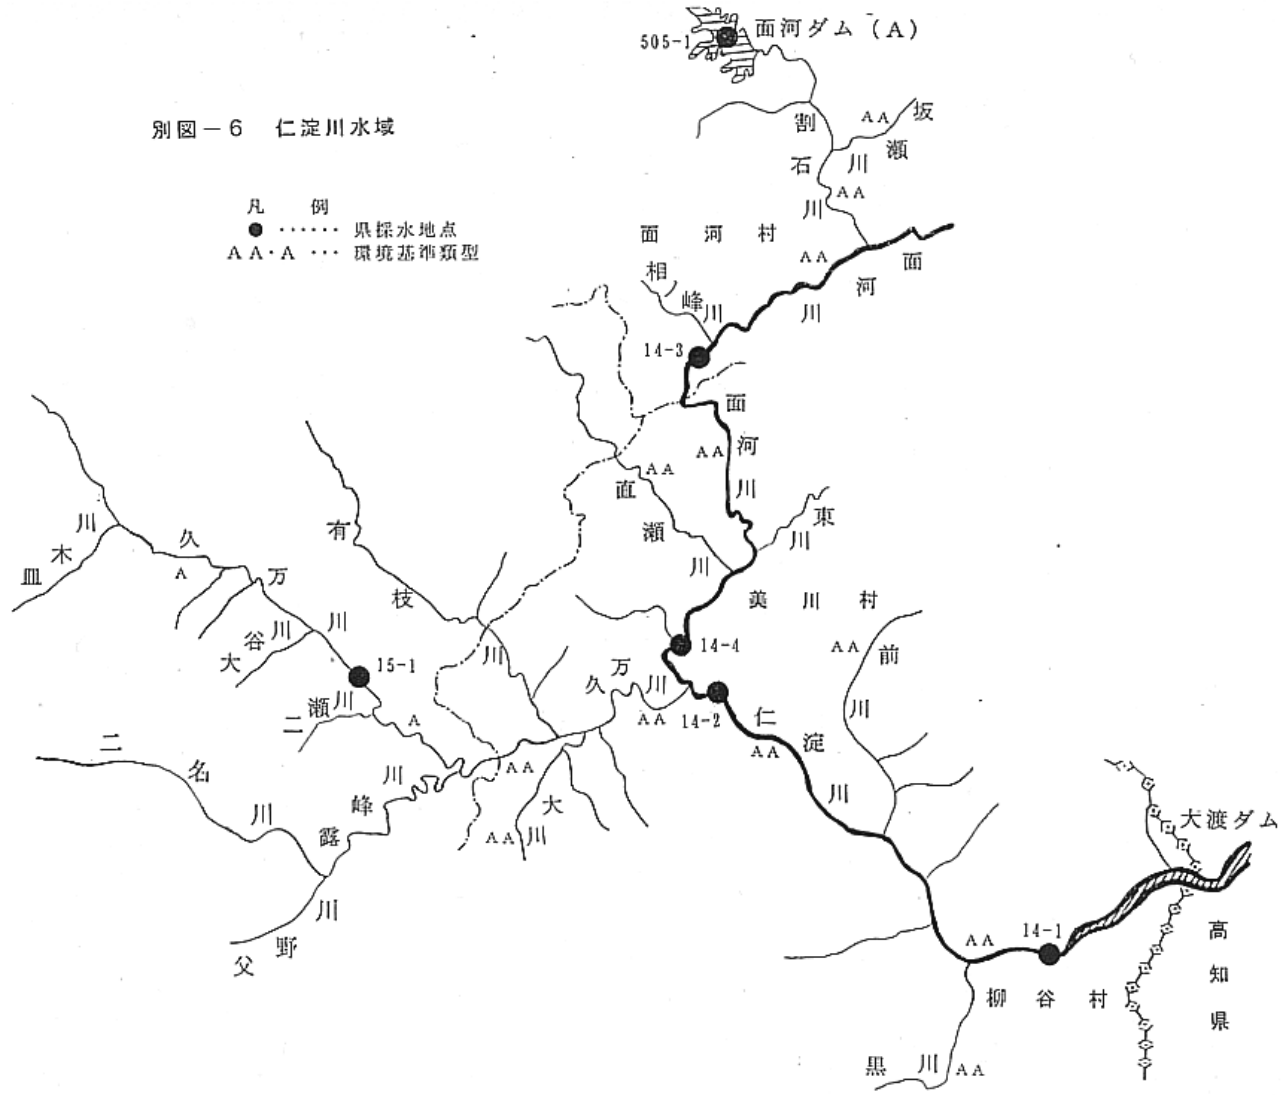 面河ダム（A）
505-1
別図－6　仁淀川水域
凡　例
●……県採水地点
AA・A…環境基準類型
割石川
AA
坂瀬川
AA
面河村
面河川
AA
相峰川
14-3
面河川
AA
直瀬川
AA
東川
美川村
14-4
14-2
久万川
AA
有枝川
皿木川
久万川
A
大谷川
15-1
二瀬川
A
二名川
露峰川
父野川
AA
大川
AA
仁淀川
AA
前川
AA
大渡ダム
14-1
AA
柳谷村
高知県
黒川
AA